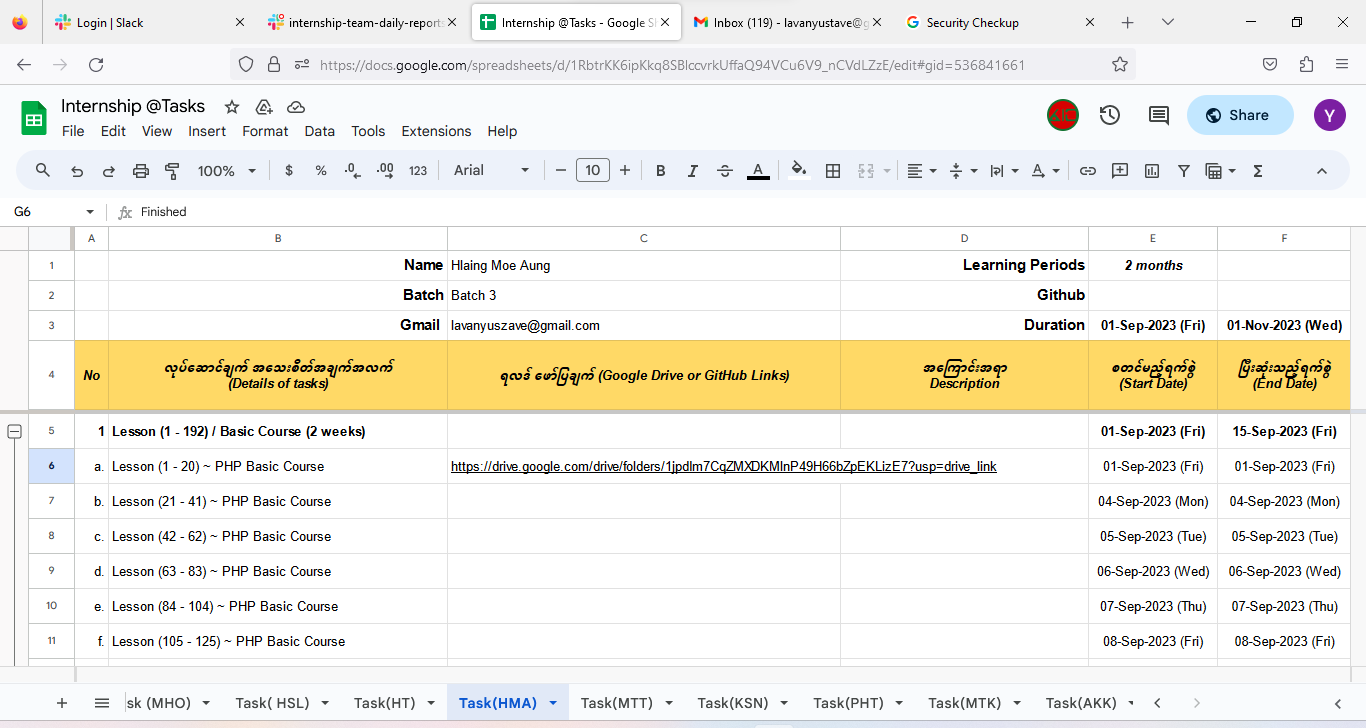 Login | Slack
internship-team-daily-reports
Internship @Tasks - Google Sh
Inbox (119) - lavanyustave@g
Security Checkup
https://docs.google.com/spreadsheets/d/1RbtrKK6ipKkq8SBlccvrkUffaQ94VCu6V9_nCVdLZzE/edit#gid=536841661
Internship @Tasks
File Edit View Insert Format Data Tools Extensions Help
Share
Y
100% $ % .0 .00 123 Arial 10 B I A
G6 fx Finished
A B C D E F
1 Name Hlaing Moe Aung Learning Periods 2 months
2 Batch Batch 3 Github
3 Gmail lavanyuszave@gmail.com Duration 01-Sep-2023 (Fri) 01-Nov-2023 (Wed)
လုပ်ဆောင်ချက် အသေးစိတ်အချက်အလက် အကြောင်းအရာ စတင်မည့်ရက်စွဲ ပြီးဆုံးသည့်ရက်စွဲ
4 No (Details of tasks) ရလဒ် ဖော်ပြချက် (Google Drive or GitHub Links) Description (Start Date) (End Date)
5 1 Lesson (1 - 192) / Basic Course (2 weeks) 01-Sep-2023 (Fri) 15-Sep-2023 (Fri)
6 a. Lesson (1 - 20) ~ PHP Basic Course https://drive.google.com/drive/folders/1jpdIm7CqZMXDKMlnP49H66bZpEKLizE7?usp=drive_link 01-Sep-2023 (Fri) 01-Sep-2023 (Fri)
7 b. Lesson (21 - 41) ~ PHP Basic Course 04-Sep-2023 (Mon) 04-Sep-2023 (Mon)
8 c. Lesson (42 - 62) ~ PHP Basic Course 05-Sep-2023 (Tue) 05-Sep-2023 (Tue)
9 d. Lesson (63 - 83) ~ PHP Basic Course 06-Sep-2023 (Wed) 06-Sep-2023 (Wed)
10 e. Lesson (84 - 104) ~ PHP Basic Course 07-Sep-2023 (Thu) 07-Sep-2023 (Thu)
11 f. Lesson (105 - 125) ~ PHP Basic Course 08-Sep-2023 (Fri) 08-Sep-2023 (Fri)
sk (MHO) Task( HSL) Task(HT) Task(HMA) Task(MTT) Task(KSN) Task(PHT) Task(MTK) Task(AKK)